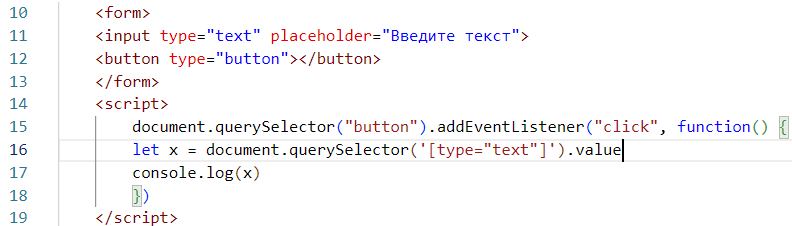 10 <form>
11 <input type="text" placeholder="Введите текст">
12 <button type="button"></button>
13 </form>
14 <script>
15 document.querySelector("button").addEventListener("click", function() {
16 let x = document.querySelector('[type="text"]').value
17 console.log(x)
18 })
19 </script>